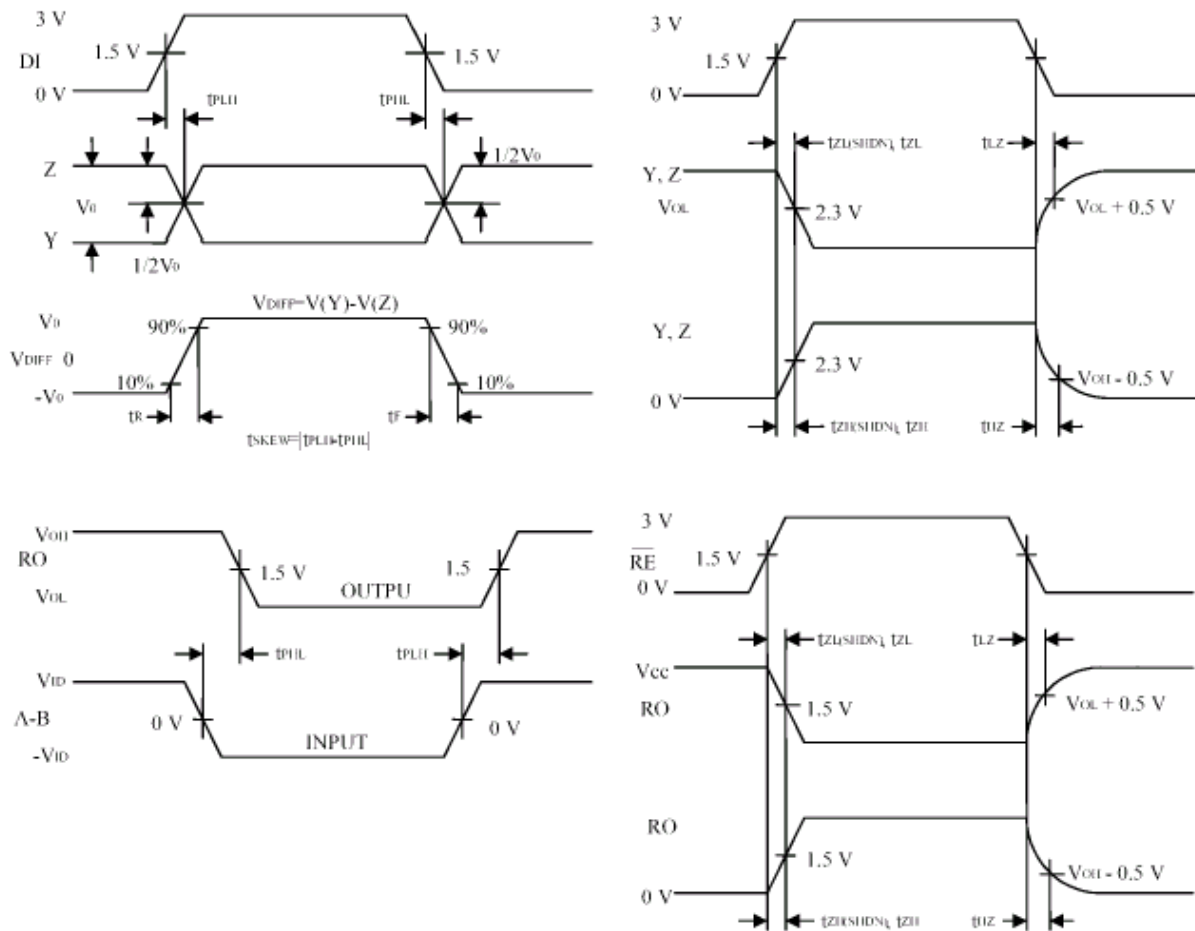 3 V
1.5 V
1.5 V
DI
0 V
tPLH
tPHL
Z
1/2V0
V0
Y
1/2V0
VDIFF=V(Y)-V(Z)
V0
90%
90%
VDIFF 0
10%
10%
-V0
tR
tF
tSKEW=|tPLH-tPHL|
3 V
1.5 V
0 V
tZL(SHDN), tZL
tLZ
Y, Z
VOL
2.3 V
VOL + 0.5 V
Y, Z
2.3 V
VOH - 0.5 V
0 V
tZH(SHDN), tZH
tHZ
VOH
RO
1.5 V
1.5
VOL
OUTPU
tPHL
tPLH
VID
A-B
0 V
0 V
-VID
INPUT
3 V
RE
1.5 V
0 V
tZL(SHDN), tZL
tLZ
VCC
RO
1.5 V
VOL + 0.5 V
RO
1.5 V
VOH - 0.5 V
0 V
tZH(SHDN), tZH
tHZ